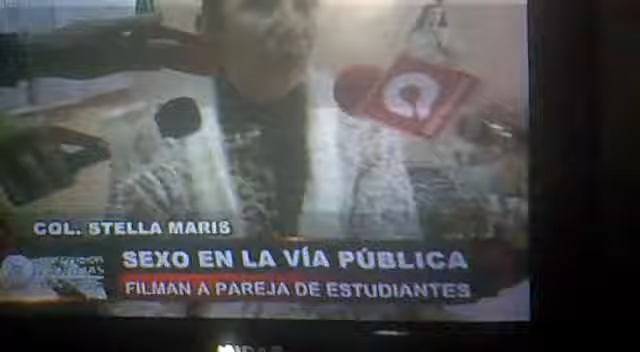 COL. STELLA MARIS
SEXO EN LA VÍA PÚBLICA
FILMAN A PAREJA DE ESTUDIANTES